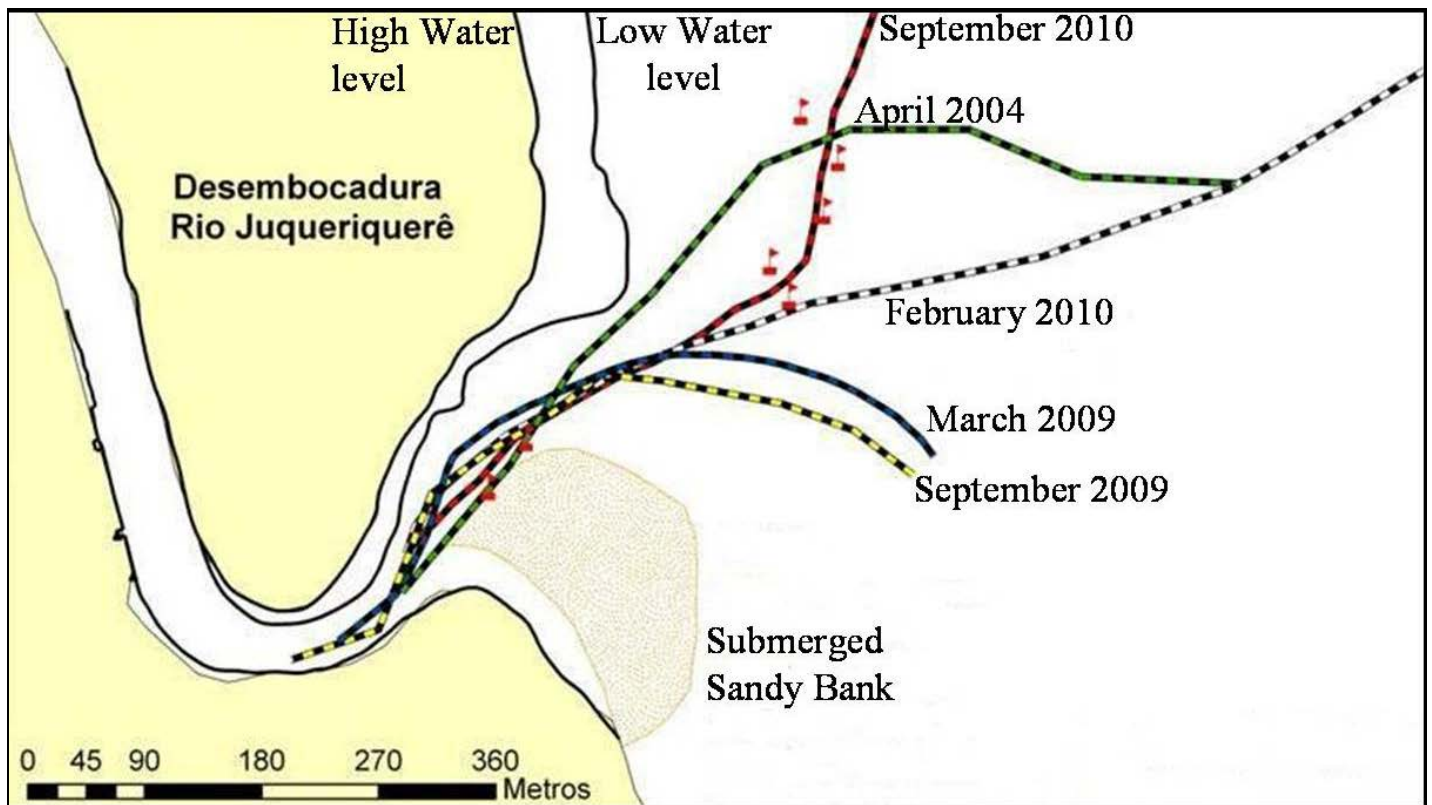 High Water
level
Low Water
level
September 2010
April 2004
Desembocadura
Rio Juqueriquerê
February 2010
March 2009
September 2009
Submerged
Sandy Bank
0 45 90 180 270 360
Metros